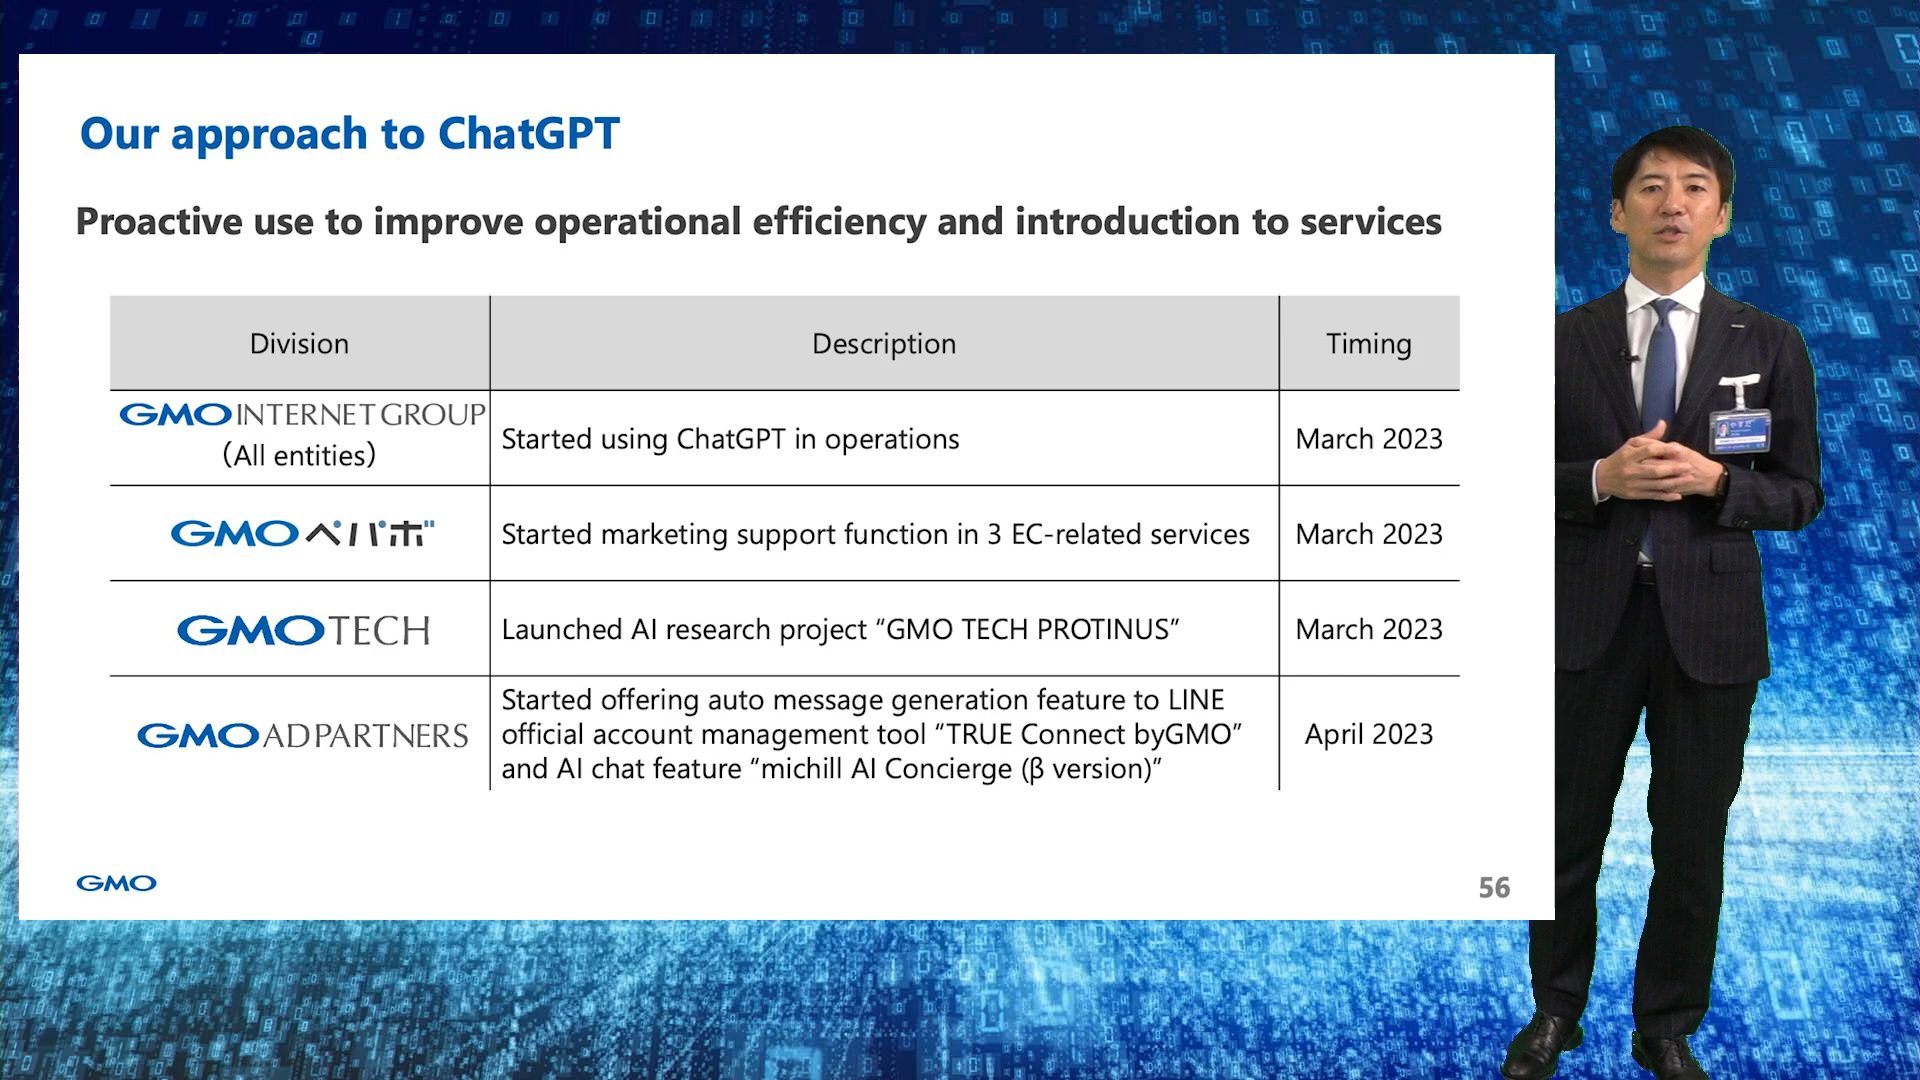 Our approach to ChatGPT
Proactive use to improve operational efficiency and introduction to services
Division
Description
Timing
GMO INTERNET GROUP
(All entities)
Started using ChatGPT in operations
March 2023
GMOペパボ
Started marketing support function in 3 EC-related services
March 2023
GMO TECH
Launched AI research project “GMO TECH PROTINUS”
March 2023
GMO AD PARTNERS
Started offering auto message generation feature to LINE
official account management tool “TRUE Connect byGMO”
and AI chat feature “michill AI Concierge (β version)”
April 2023
GMO
56